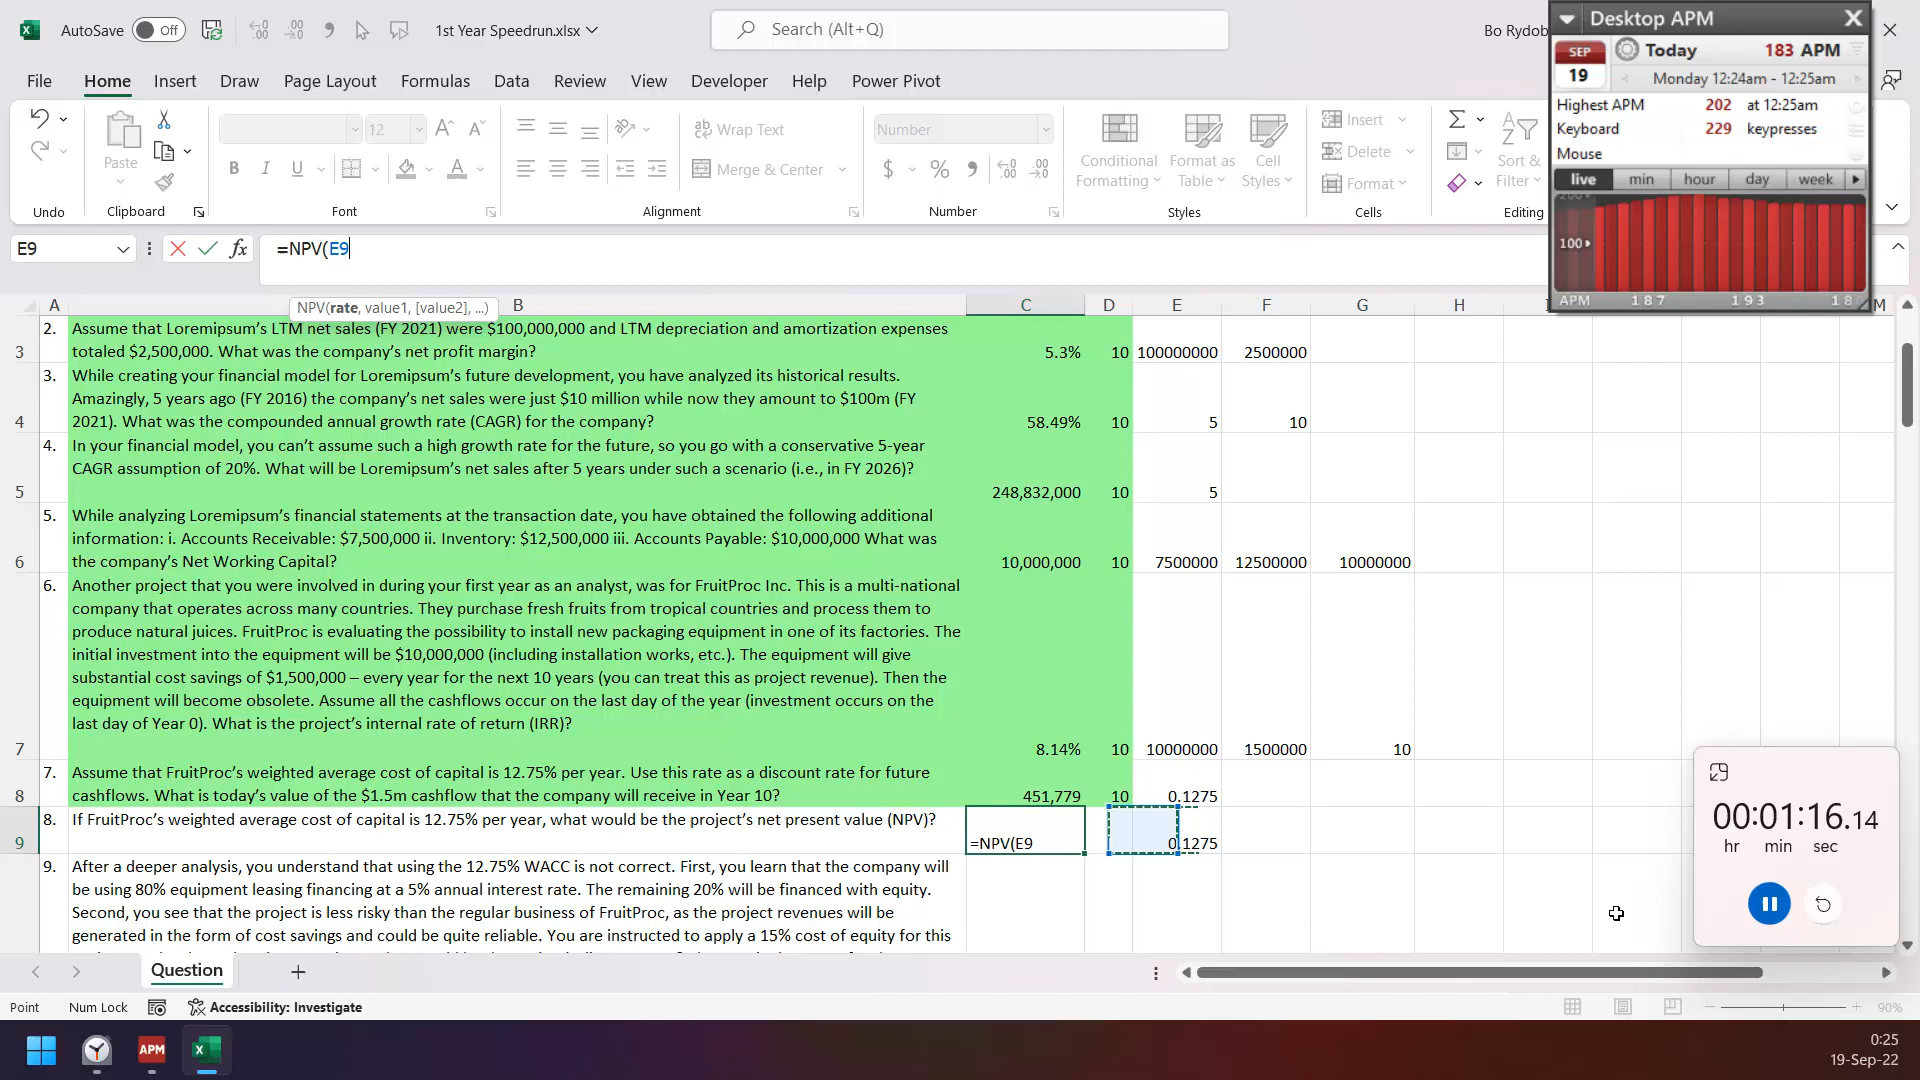 AutoSave Off 1st Year Speedrun.xlsx Search (Alt+Q) Bo Rydob
File Home Insert Draw Page Layout Formulas Data Review View Developer Help Power Pivot
12 Wrap Text Number Insert
Paste Merge & Center Conditional Formatting Format as Table Cell Styles Delete Format Sort & Filter
Undo Clipboard Font Alignment Number Styles Cells Editing
Desktop APM
SEP 19 Today 183 APM
Monday 12:24am - 12:25am
Highest APM 202 at 12:25am
Keyboard 229 keypresses
Mouse
live min hour day week
200
100
APM 187 193 18
E9 fx =NPV(E9
NPV(rate, value1, [value2], ...)
A B C D E F G H M
2. Assume that Loremipsum's LTM net sales (FY 2021) were $100,000,000 and LTM depreciation and amortization expenses
3 totaled $2,500,000. What was the company's net profit margin? 5.3% 10 100000000 2500000
3. While creating your financial model for Loremipsum's future development, you have analyzed its historical results.
Amazingly, 5 years ago (FY 2016) the company's net sales were just $10 million while now they amount to $100m (FY
4 2021). What was the compounded annual growth rate (CAGR) for the company? 58.49% 10 5 10
4. In your financial model, you can't assume such a high growth rate for the future, so you go with a conservative 5-year
CAGR assumption of 20%. What will be Loremipsum's net sales after 5 years under such a scenario (i.e., in FY 2026)?
5 248,832,000 10 5
5. While analyzing Loremipsum's financial statements at the transaction date, you have obtained the following additional
information: i. Accounts Receivable: $7,500,000 ii. Inventory: $12,500,000 iii. Accounts Payable: $10,000,000 What was
6 the company's Net Working Capital? 10,000,000 10 7500000 12500000 10000000
6. Another project that you were involved in during your first year as an analyst, was for FruitProc Inc. This is a multi-national
company that operates across many countries. They purchase fresh fruits from tropical countries and process them to
produce natural juices. FruitProc is evaluating the possibility to install new packaging equipment in one of its factories. The
initial investment into the equipment will be $10,000,000 (including installation works, etc.). The equipment will give
substantial cost savings of $1,500,000 – every year for the next 10 years (you can treat this as project revenue). Then the
equipment will become obsolete. Assume all the cashflows occur on the last day of the year (investment occurs on the
last day of Year 0). What is the project's internal rate of return (IRR)?
7 8.14% 10 10000000 1500000 10
7. Assume that FruitProc's weighted average cost of capital is 12.75% per year. Use this rate as a discount rate for future
8 cashflows. What is today's value of the $1.5m cashflow that the company will receive in Year 10? 451,779 10 0.1275
8. If FruitProc's weighted average cost of capital is 12.75% per year, what would be the project's net present value (NPV)?
9 =NPV(E9 0.1275
9. After a deeper analysis, you understand that using the 12.75% WACC is not correct. First, you learn that the company will
be using 80% equipment leasing financing at a 5% annual interest rate. The remaining 20% will be financed with equity.
Second, you see that the project is less risky than the regular business of FruitProc, as the project revenues will be
generated in the form of cost savings and could be quite reliable. You are instructed to apply a 15% cost of equity for this
00:01:16.14
hr min sec
Question
Point Num Lock Accessibility: Investigate 90%
APM
0:25
19-Sep-22